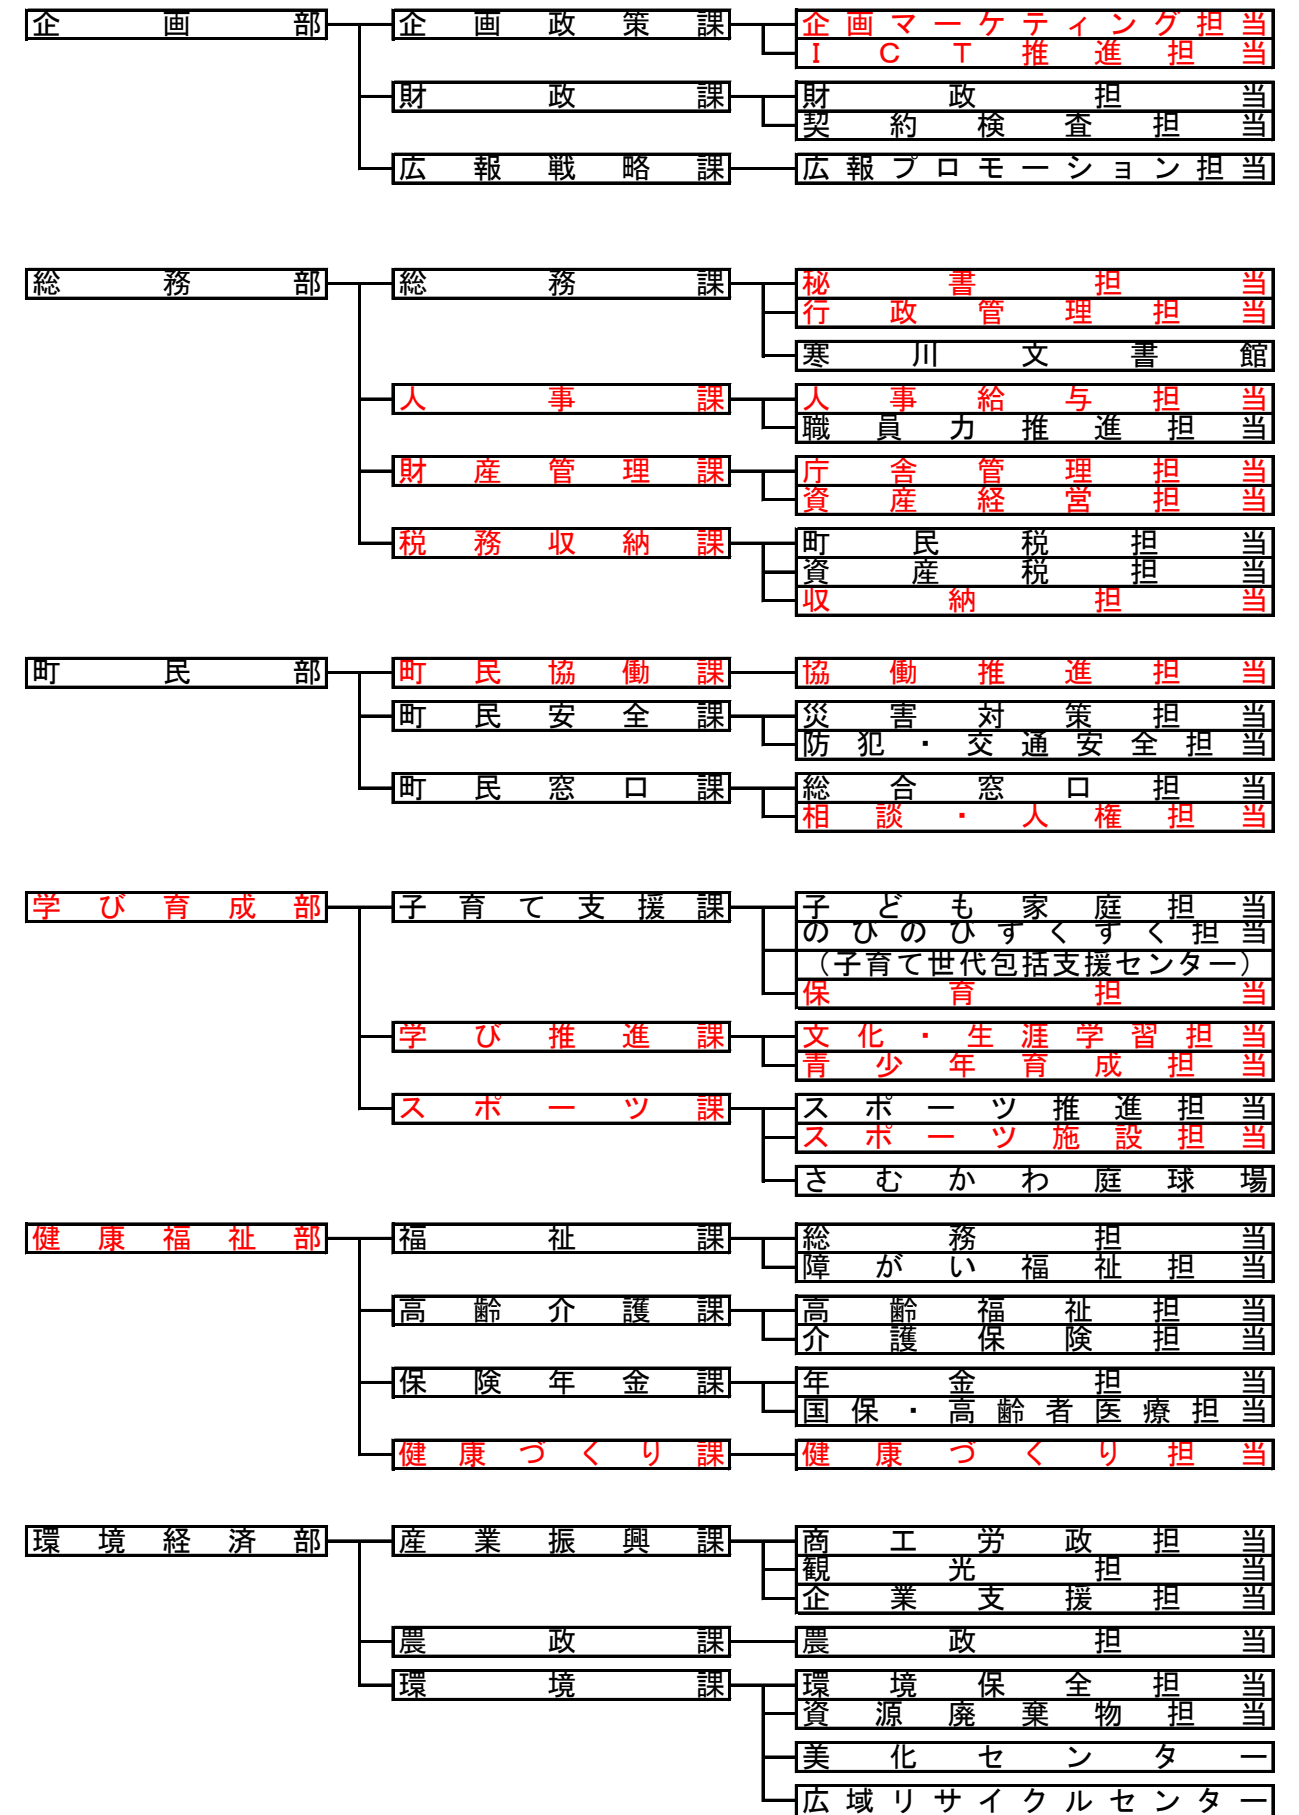 企画部 企画政策課 企画マーケティング担当
ICT推進担当
財政課 財政担当
契約検査担当
広報戦略課 広報プロモーション担当
総務部 総務課 秘書担当
行政管理担当
寒川文書館
人事課 人事給与担当
職員力推進担当
財産管理課 庁舎管理担当
資産経営担当
税務収納課 町民税担当
資産税担当
収納担当
町民部 町民協働課 協働推進担当
町民安全課 災害対策担当
防犯・交通安全担当
町民窓口課 総合窓口担当
相談・人権担当
学び育成部 子育て支援課 子ども家庭担当
のびのびすくすく担当
（子育て世代包括支援センター）
保育担当
学び推進課 文化・生涯学習担当
青少年育成担当
スポーツ課 スポーツ推進担当
スポーツ施設担当
さむかわ庭球場
健康福祉部 福祉課 総務担当
障がい福祉担当
高齢介護課 高齢福祉担当
介護保険担当
保険年金課 年金担当
国保・高齢者医療担当
健康づくり課 健康づくり担当
環境経済部 産業振興課 商工労政担当
観光担当
企業支援担当
農政課 農政担当
環境課 環境保全担当
資源廃棄物担当
美化センター
広域リサイクルセンター